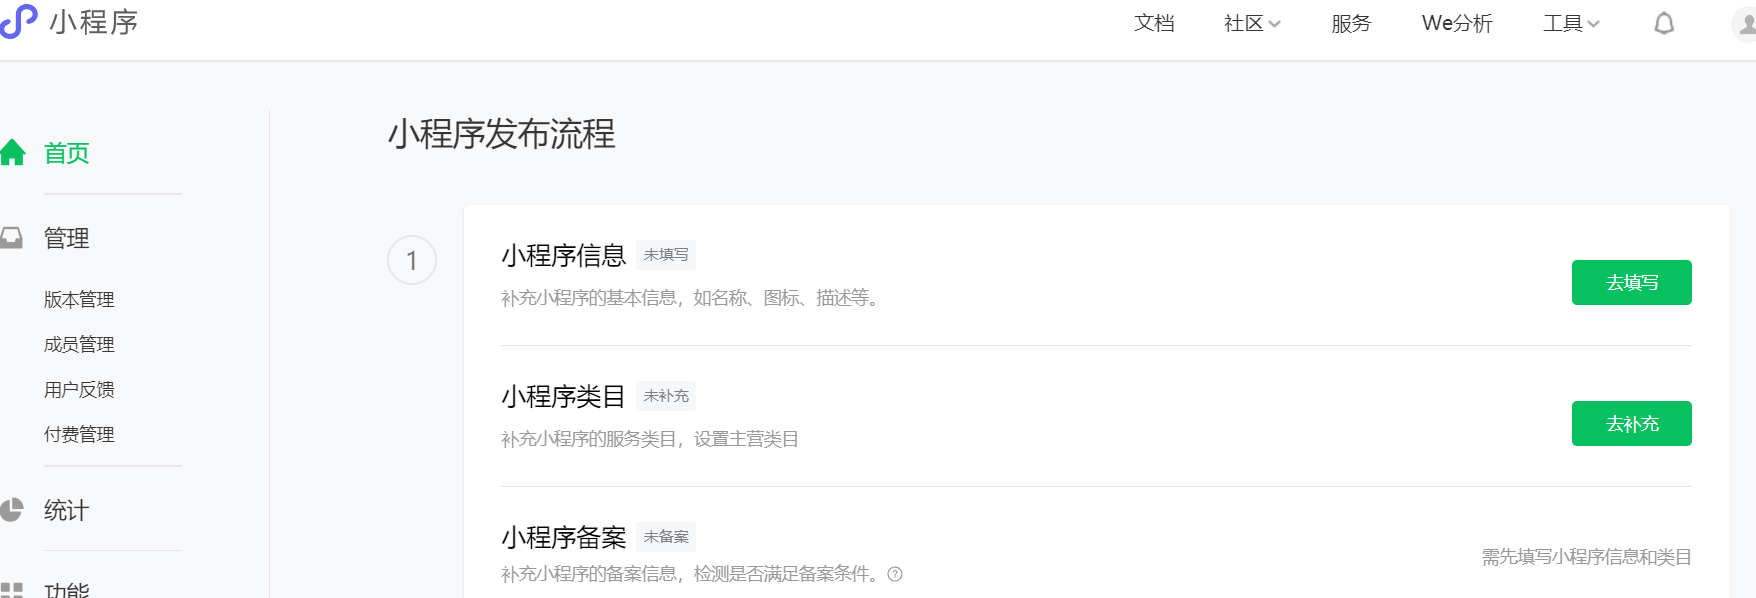 小程序
文档 社区 服务 We分析 工具
首页
管理
版本管理
成员管理
用户反馈
付费管理
统计
功能
小程序发布流程
1
小程序信息 未填写
补充小程序的基本信息，如名称、图标、描述等。
去填写
小程序类目 未补充
补充小程序的服务类目，设置主营类目
去补充
小程序备案 未备案
补充小程序的备案信息，检测是否满足备案条件。
需先填写小程序信息和类目